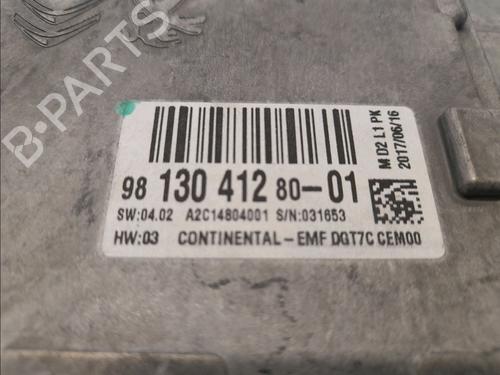 B-PARTS
98 130 412 80-01
SW:04.02 A2C14804001 S/N:031653
HW:03 CONTINENTAL-EMF DGT7C CEM00
M D2 L1 PK
2017/06/16